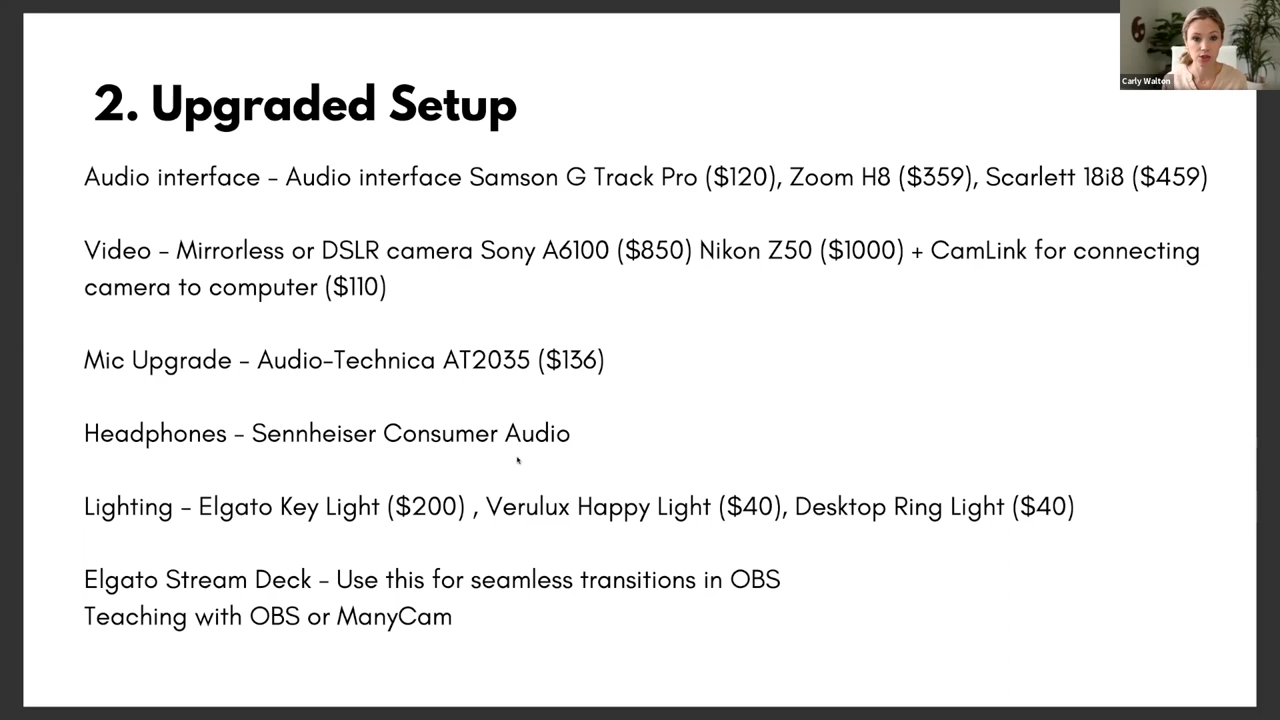 Carly Walton
2. Upgraded Setup
Audio interface - Audio interface Samson G Track Pro ($120), Zoom H8 ($359), Scarlett 18i8 ($459)
Video - Mirrorless or DSLR camera Sony A6100 ($850) Nikon Z50 ($1000) + CamLink for connecting
camera to computer ($110)
Mic Upgrade - Audio-Technica AT2035 ($136)
Headphones - Sennheiser Consumer Audio
Lighting - Elgato Key Light ($200) , Verulux Happy Light ($40), Desktop Ring Light ($40)
Elgato Stream Deck - Use this for seamless transitions in OBS
Teaching with OBS or ManyCam